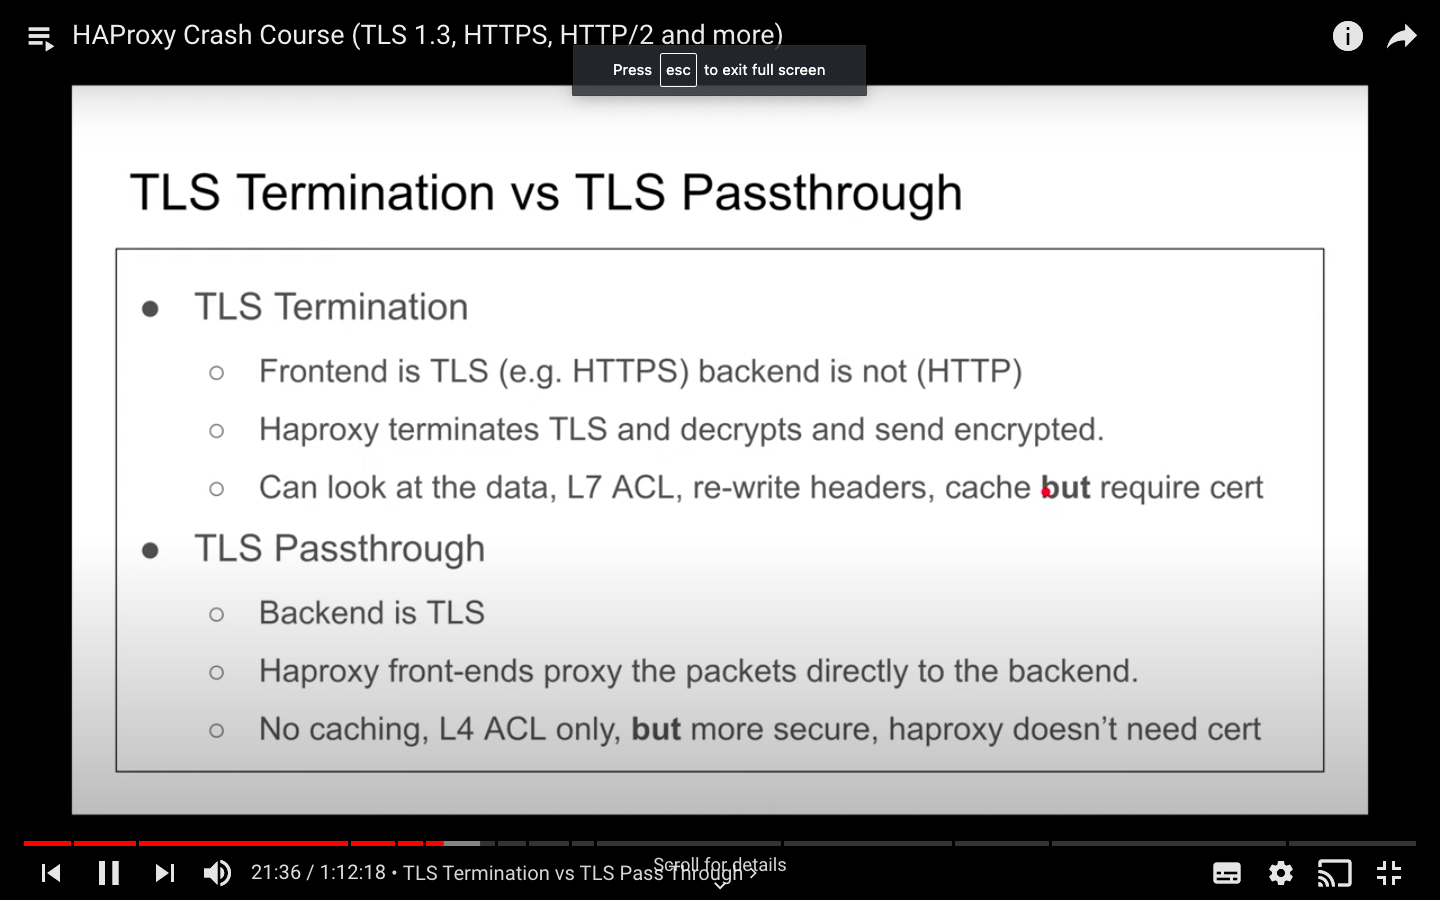 HAProxy Crash Course (TLS 1.3, HTTPS, HTTP/2 and more)
Press esc to exit full screen
TLS Termination vs TLS Passthrough
● TLS Termination
○ Frontend is TLS (e.g. HTTPS) backend is not (HTTP)
○ Haproxy terminates TLS and decrypts and send encrypted.
○ Can look at the data, L7 ACL, re-write headers, cache but require cert
● TLS Passthrough
○ Backend is TLS
○ Haproxy front-ends proxy the packets directly to the backend.
○ No caching, L4 ACL only, but more secure, haproxy doesn't need cert
Scroll for details
21:36 / 1:12:18 • TLS Termination vs TLS Pass Through >